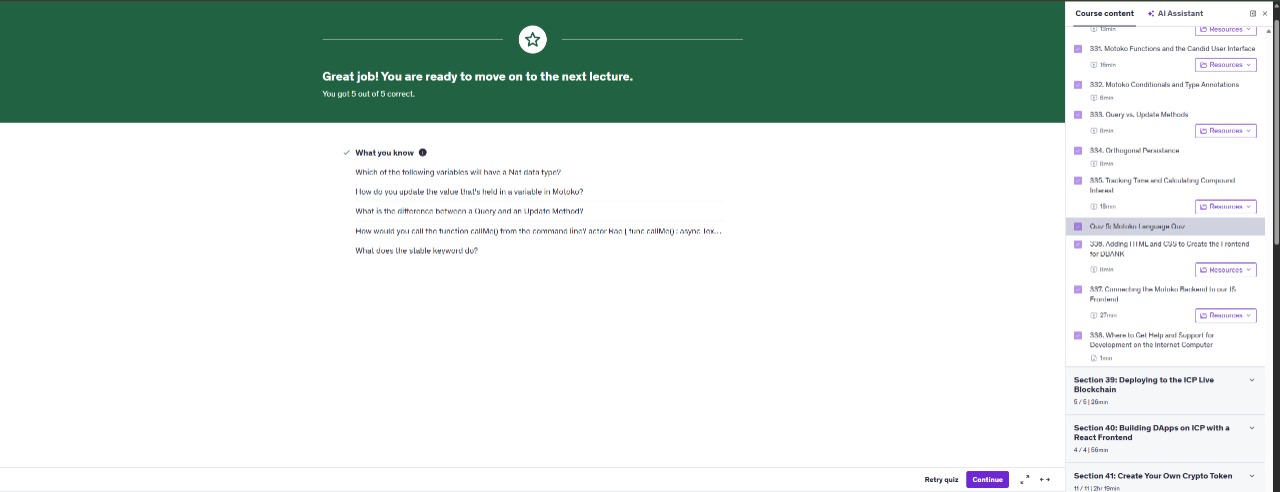 Great job! You are ready to move on to the next lecture.
You got 5 out of 5 correct.
What you know
Which of the following variables will have a Nat data type?
How do you update the value that's held in a variable in Motoko?
What is the difference between a Query and an Update Method?
How would you call the function callMe() from the command line? actor Rae { func callMe() : async Tex...
What does the stable keyword do?
Retry quiz
Continue
Course content
AI Assistant
13min
Resources
331. Motoko Functions and the Candid User Interface
16min
Resources
332. Motoko Conditionals and Type Annotations
6min
333. Query vs. Update Methods
8min
Resources
334. Orthogonal Persistance
8min
335. Tracking Time and Calculating Compound
Interest
18min
Resources
Quiz 5: Motoko Language Quiz
336. Adding HTML and CSS to Create the Frontend
for DBANK
8min
Resources
337. Connecting the Motoko Backend to our JS
Frontend
27min
Resources
338. Where to Get Help and Support for
Development on the Internet Computer
1min
Section 39: Deploying to the ICP Live
Blockchain
5 / 5 | 26min
Section 40: Building DApps on ICP with a
React Frontend
4 / 4 | 56min
Section 41: Create Your Own Crypto Token
11 / 11 | 2hr 19min